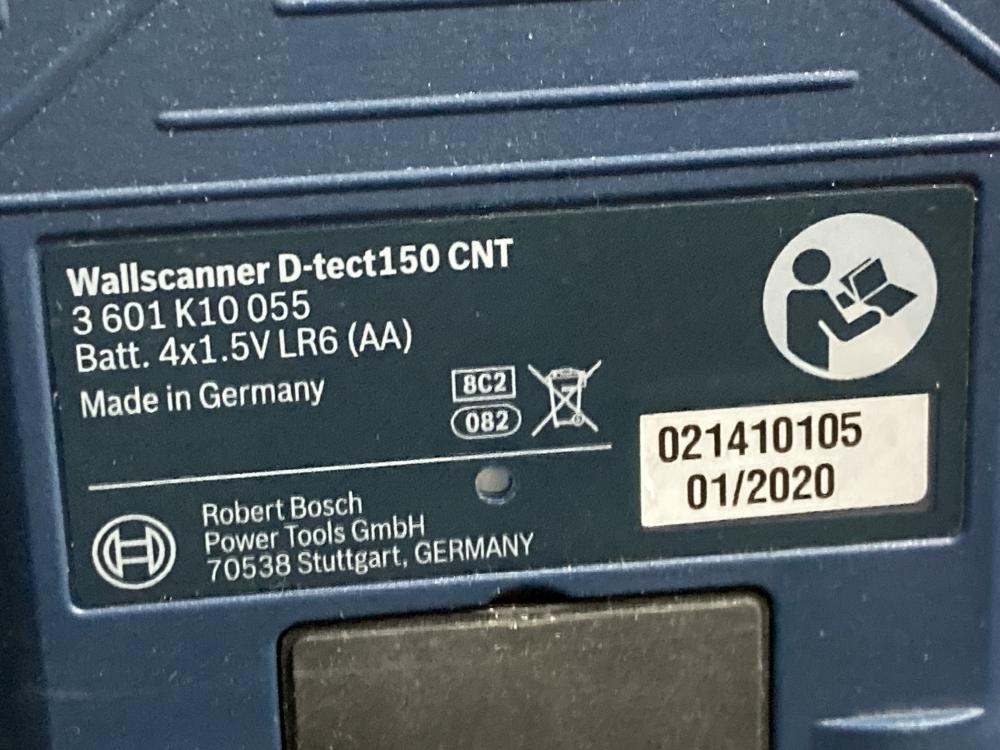 Wallscanner D-tect150 CNT
3 601 K10 055
Batt. 4x1.5V LR6 (AA)
Made in Germany
8C2
082
021410105
01/2020
Robert Bosch
Power Tools GmbH
70538 Stuttgart, GERMANY